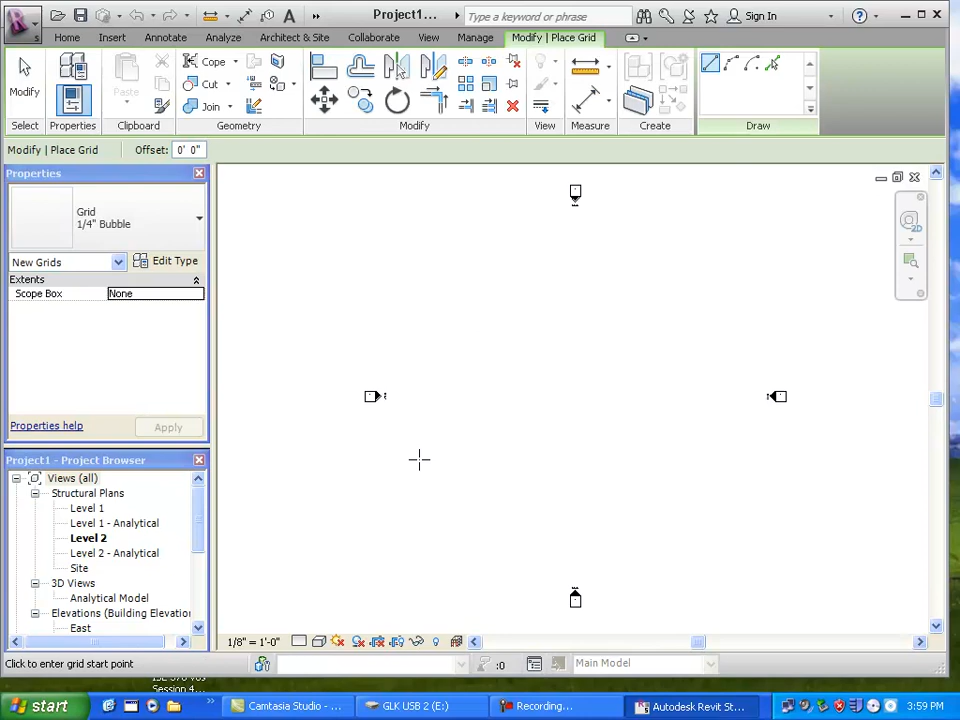 Project1...
Type a keyword or phrase
Sign In
Home
Insert
Annotate
Analyze
Architect & Site
Collaborate
View
Manage
Modify | Place Grid
Modify
Paste
Cope
Cut
Join
Select
Properties
Clipboard
Geometry
Modify
View
Measure
Create
Draw
Modify | Place Grid
Offset:
0' 0"
Properties
Grid
1/4" Bubble
New Grids
Edit Type
Extents
Scope Box
None
Properties help
Apply
Project1 - Project Browser
Views (all)
Structural Plans
Level 1
Level 1 - Analytical
Level 2
Level 2 - Analytical
Site
3D Views
Analytical Model
Elevations (Building Elevation
East
2D
1/8" = 1'-0"
Click to enter grid start point
:0
Main Model
Session 4...
start
Camtasia Studio - ...
GLK USB 2 (E:)
Recording...
Autodesk Revit St...
3:59 PM